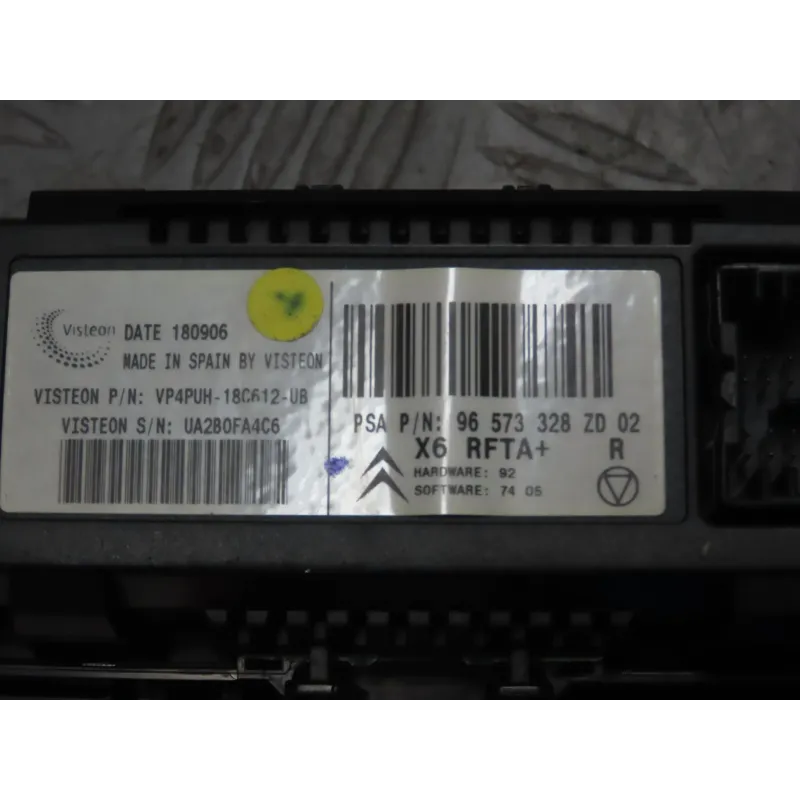 Visteon
DATE 180906
MADE IN SPAIN BY VISTEON
VISTEON P/N: VP4PUH-18C612-UB
VISTEON S/N: UA280FA4C6
PSA P/N: 96 573 328 ZD 02
X6 RFTA+ R
HARDWARE: 92
SOFTWARE: 74 05